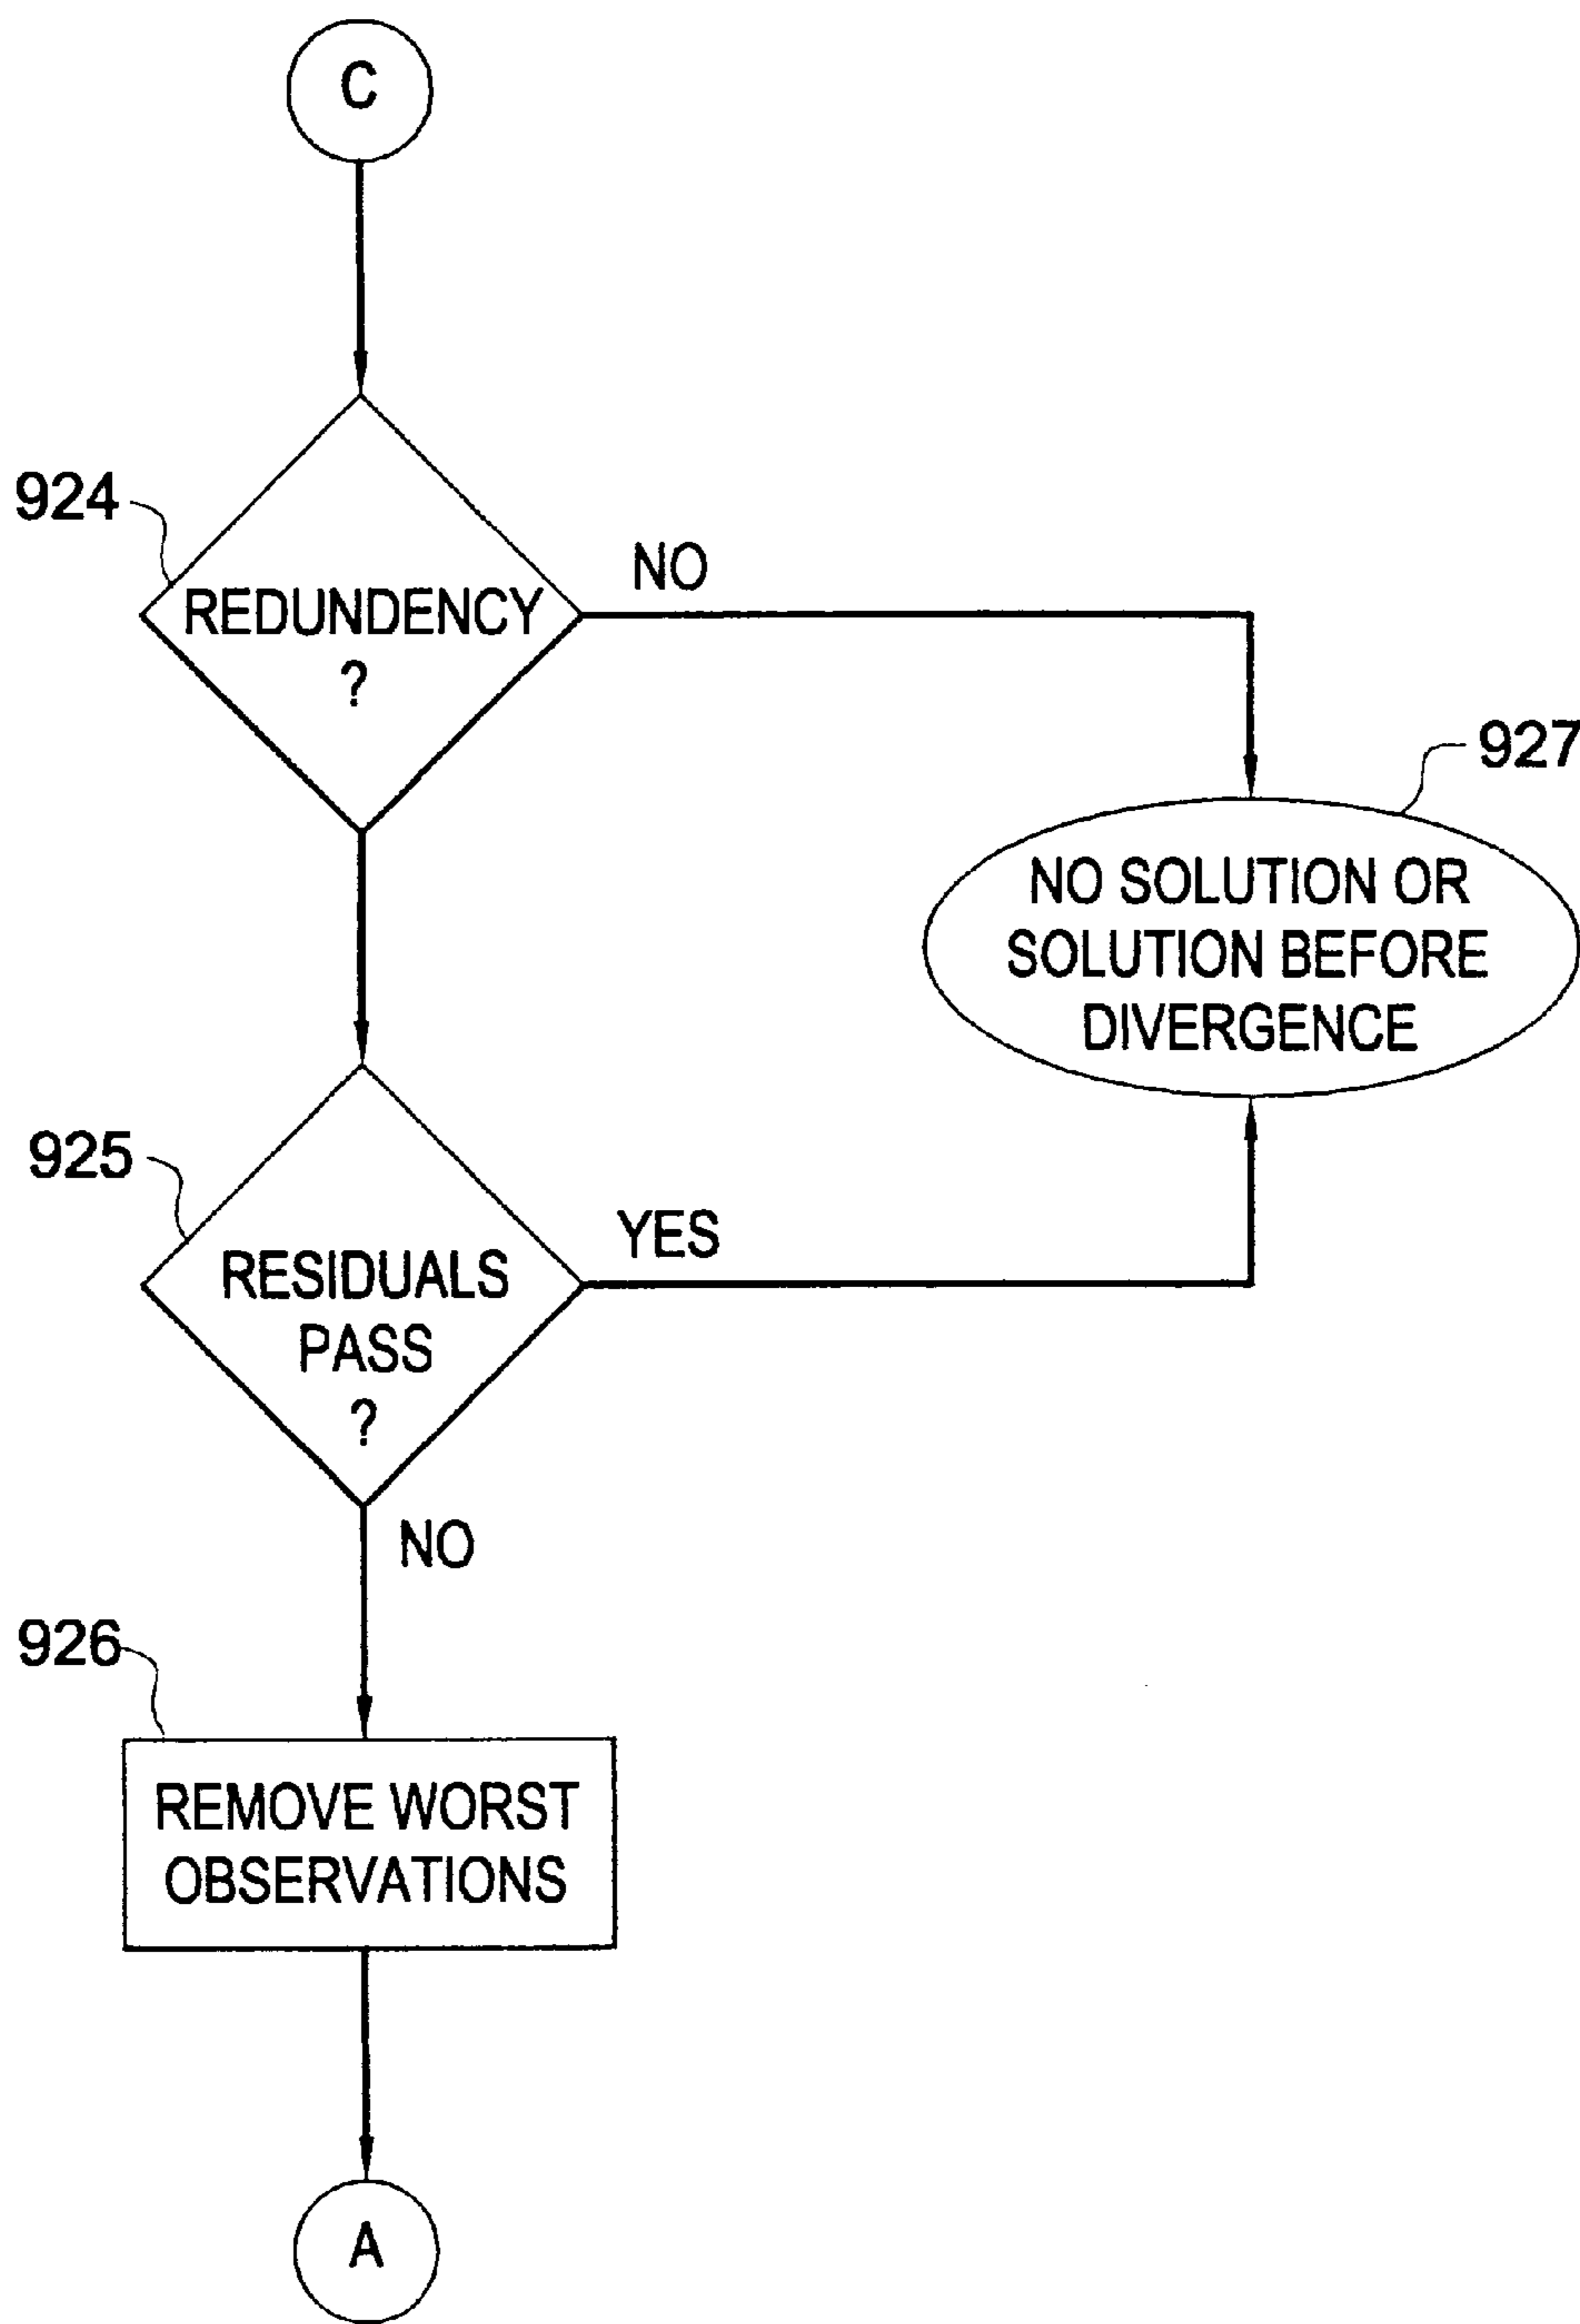 C
924
REDUNDENCY
?
NO
927
NO SOLUTION OR
SOLUTION BEFORE
DIVERGENCE
925
RESIDUALS
PASS
?
YES
NO
926
REMOVE WORST
OBSERVATIONS
A